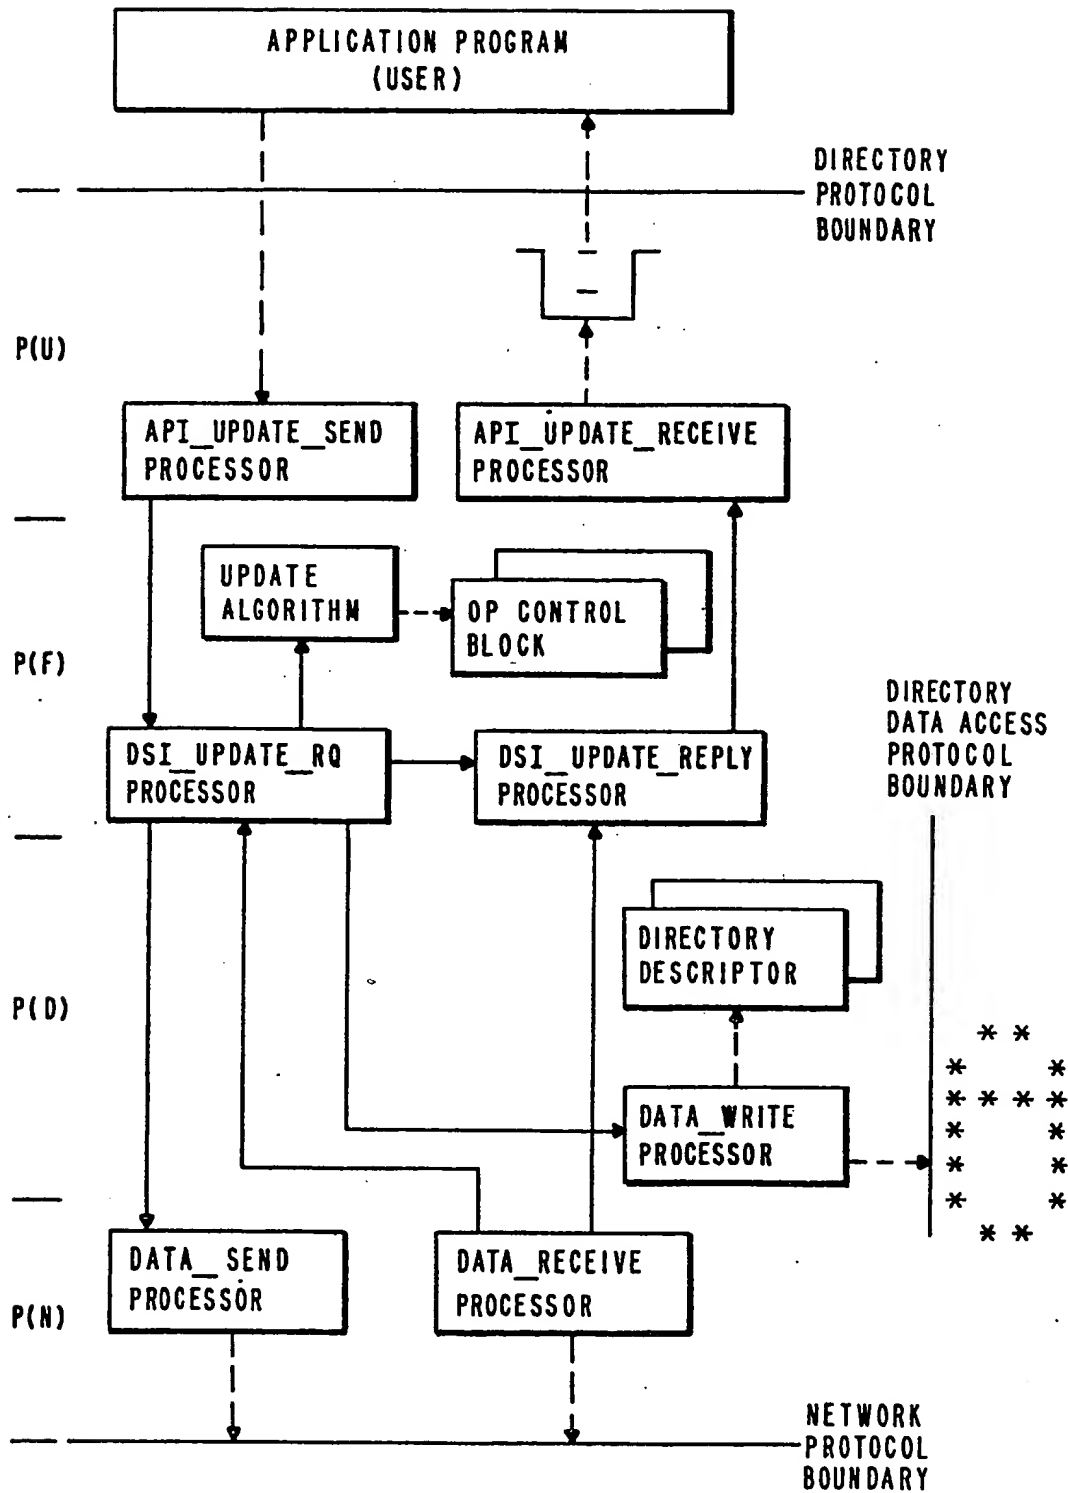 APPLICATION PROGRAM
(USER)
DIRECTORY
PROTOCOL
BOUNDARY
P(U)
API_UPDATE_SEND
PROCESSOR
API_UPDATE_RECEIVE
PROCESSOR
UPDATE
ALGORITHM
OP CONTROL
BLOCK
P(F)
DIRECTORY
DATA ACCESS
PROTOCOL
BOUNDARY
DSI_UPDATE_RQ
PROCESSOR
DSI_UPDATE_REPLY
PROCESSOR
DIRECTORY
DESCRIPTOR
P(D)
DATA_WRITE
PROCESSOR
DATA_SEND
PROCESSOR
DATA_RECEIVE
PROCESSOR
P(N)
NETWORK
PROTOCOL
BOUNDARY